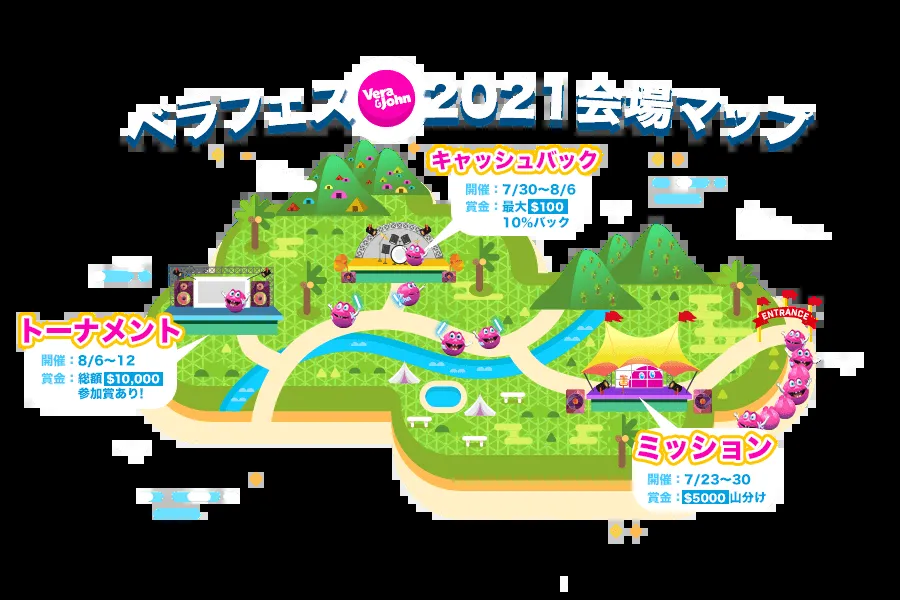 ベラフェス Vera&John 2021会場マップ
キャッシュバック
開催：7/30〜8/6
賞金：最大$100
10%バック
ENTRANCE
トーナメント
開催：8/6〜12
賞金：総額$10,000
参加賞あり!
ミッション
開催：7/23〜30
賞金：$5000山分け